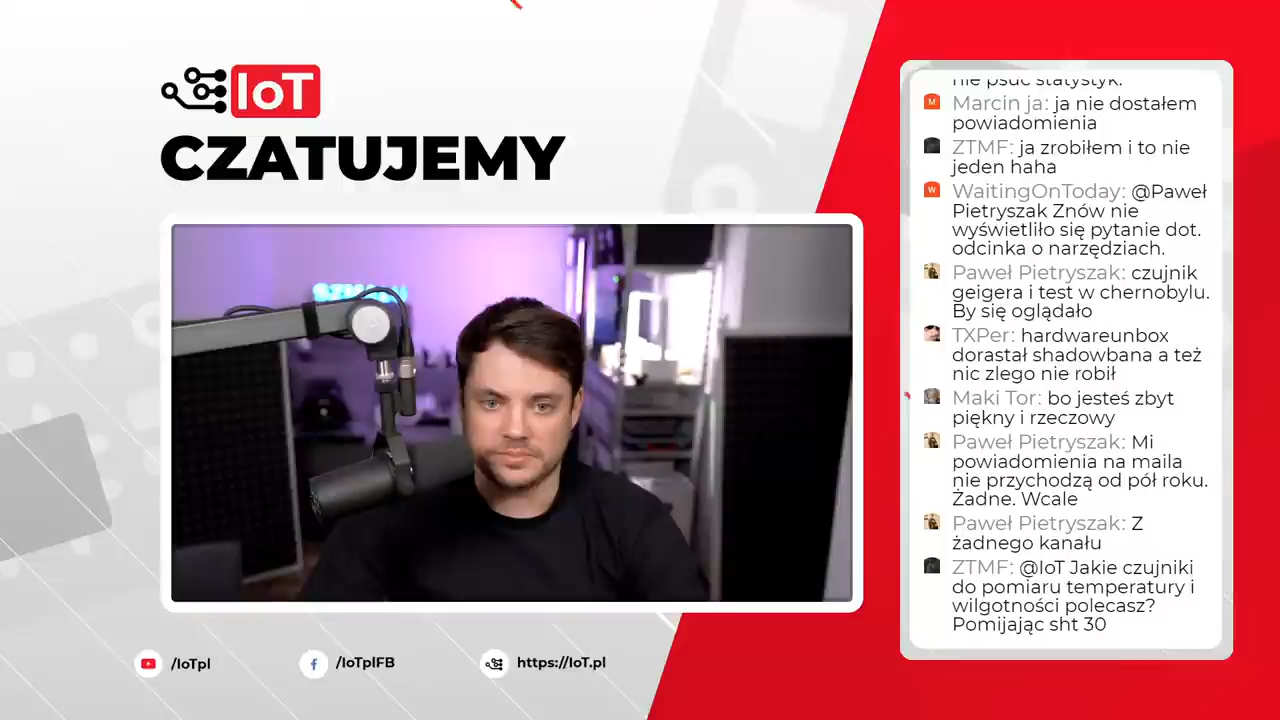 IoT
CZATUJEMY
nie psuć statystyk.
Marcin ja: ja nie dostałem
powiadomienia
ZTMF: ja zrobiłem i to nie
jeden haha
WaitingOnToday: @Paweł
Pietryszak Znów nie
wyświetliło się pytanie dot.
odcinka o narzędziach.
Paweł Pietryszak: czujnik
geigera i test w chernobylu.
By się oglądało
TXPer: hardwareunbox
dorastał shadowbana a też
nic zlego nie robił
Maki Tor: bo jesteś zbyt
piękny i rzeczowy
Paweł Pietryszak: Mi
powiadomienia na maila
nie przychodzą od pół roku.
Żadne. Wcale
Paweł Pietryszak: Z
żadnego kanału
ZTMF: @IoT Jakie czujniki
do pomiaru temperatury i
wilgotności polecasz?
Pomijając sht 30
/IoTpl
/IoTplFB
https://IoT.pl